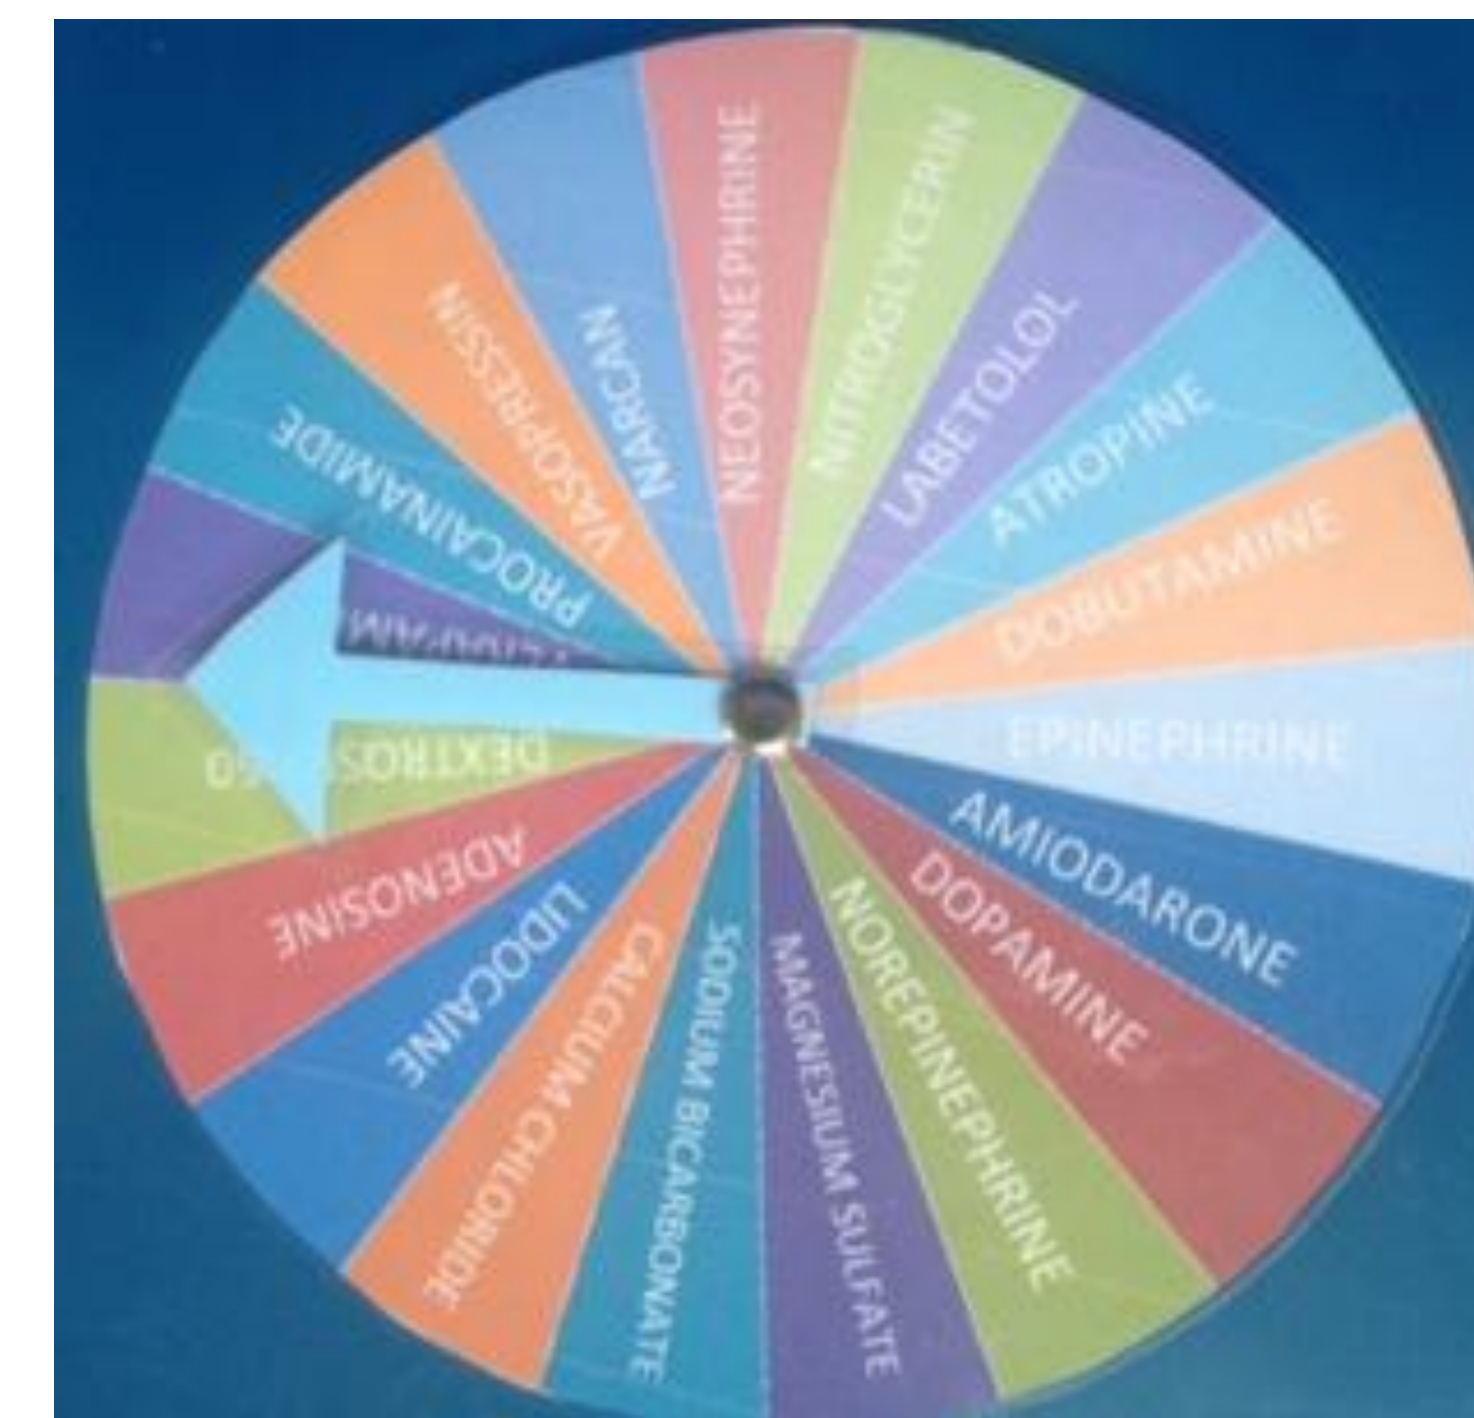 NEOSYNEPHRINE
NITROGLYCERIN
LABETOLOL
ATROPINE
DOBUTAMINE
EPINEPHRINE
AMIODARONE
DOPAMINE
NOREPINEPHRINE
MAGNESIUM SULFATE
SODIUM BICARBONATE
CALCIUM CHLORIDE
LIDOCAINE
ADENOSINE
PROCAINAMIDE
VASOPRESSIN
NARCAN